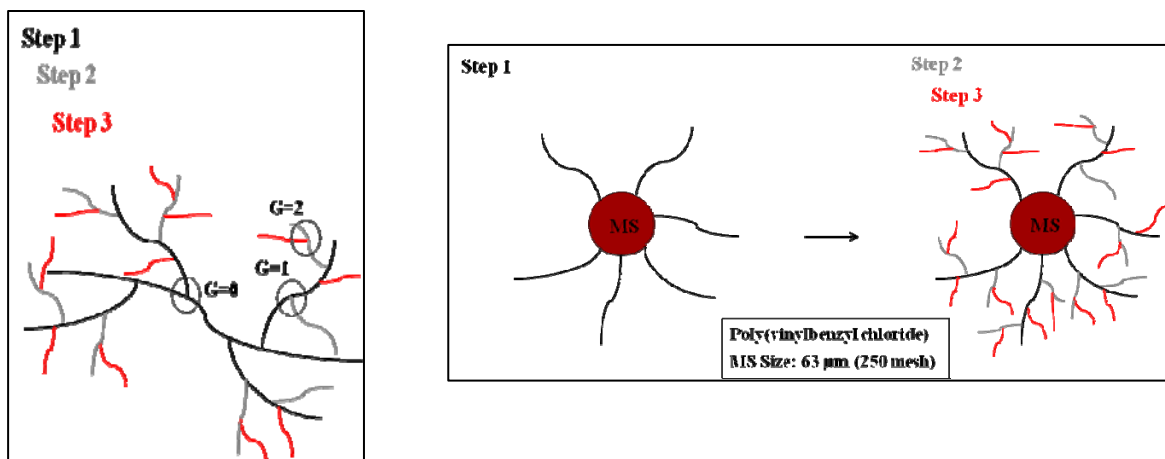 Step 1
Step 2
Step 3
G=2
G=1
G=0
Step 1
Step 2
Step 3
MS
MS
Poly(vinylbenzyl chloride)
MS Size: 63 µm (250 mesh)